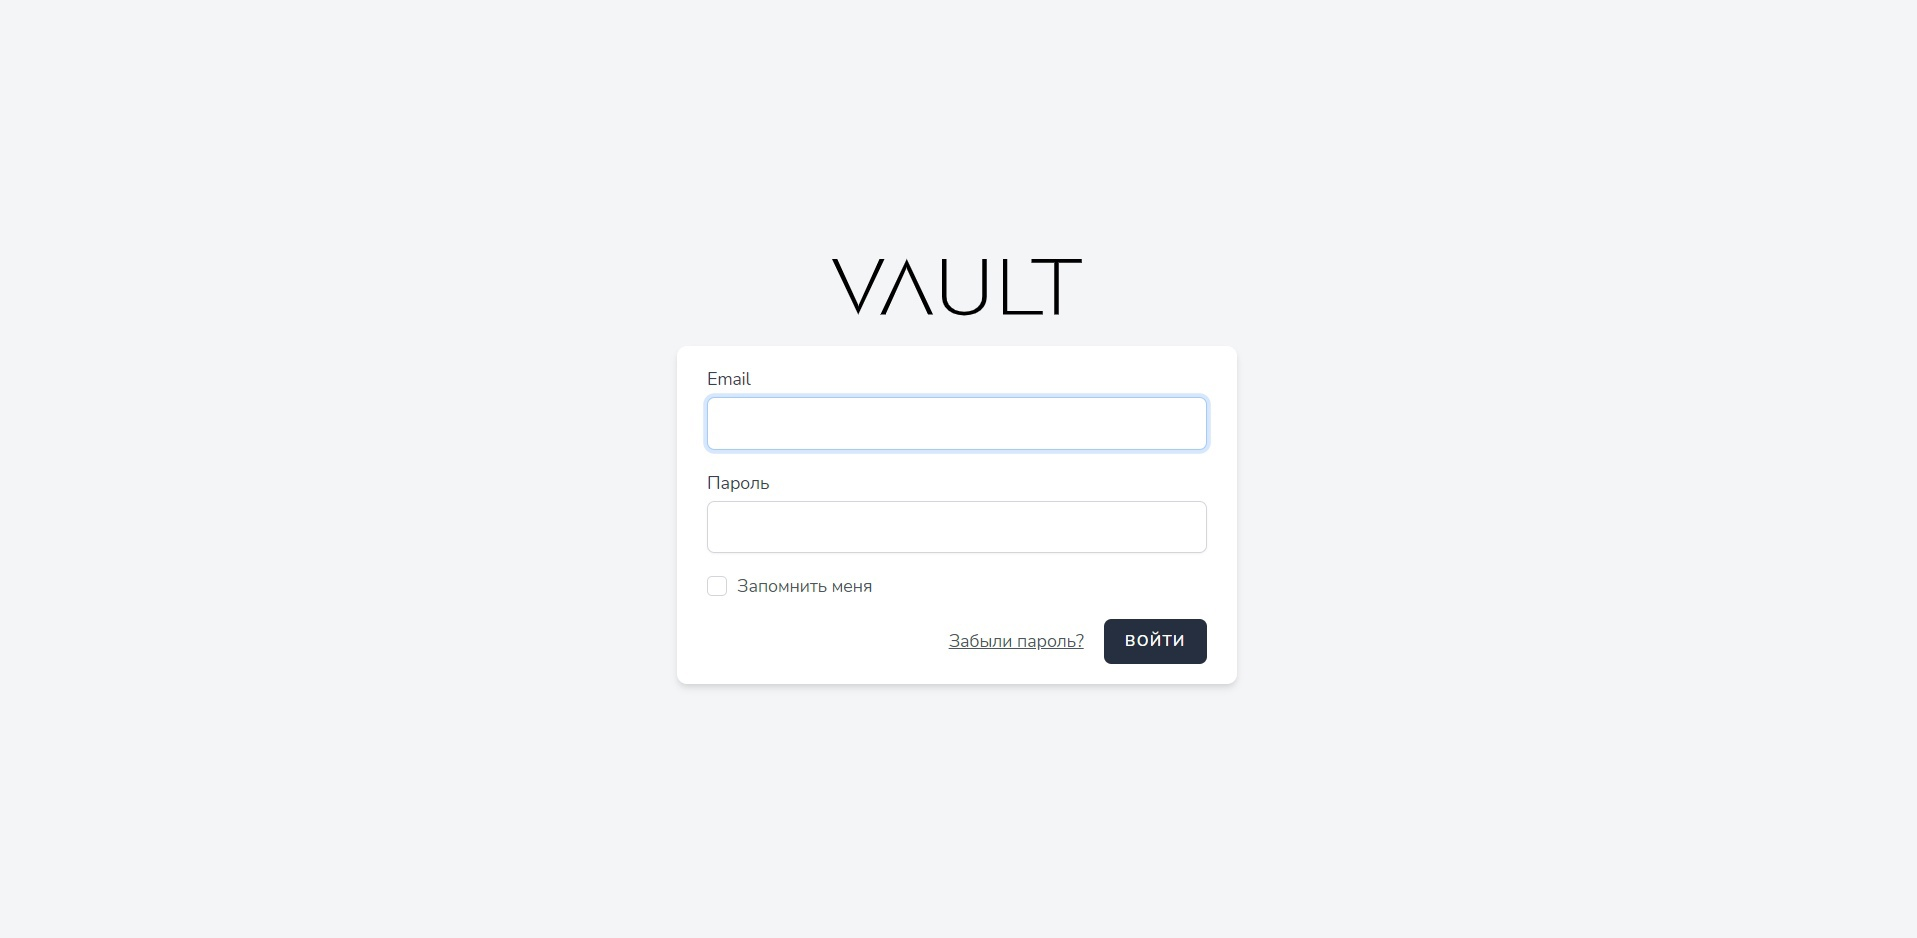 VAULT
Email
Пароль
Запомнить меня
Забыли пароль?
ВОЙТИ